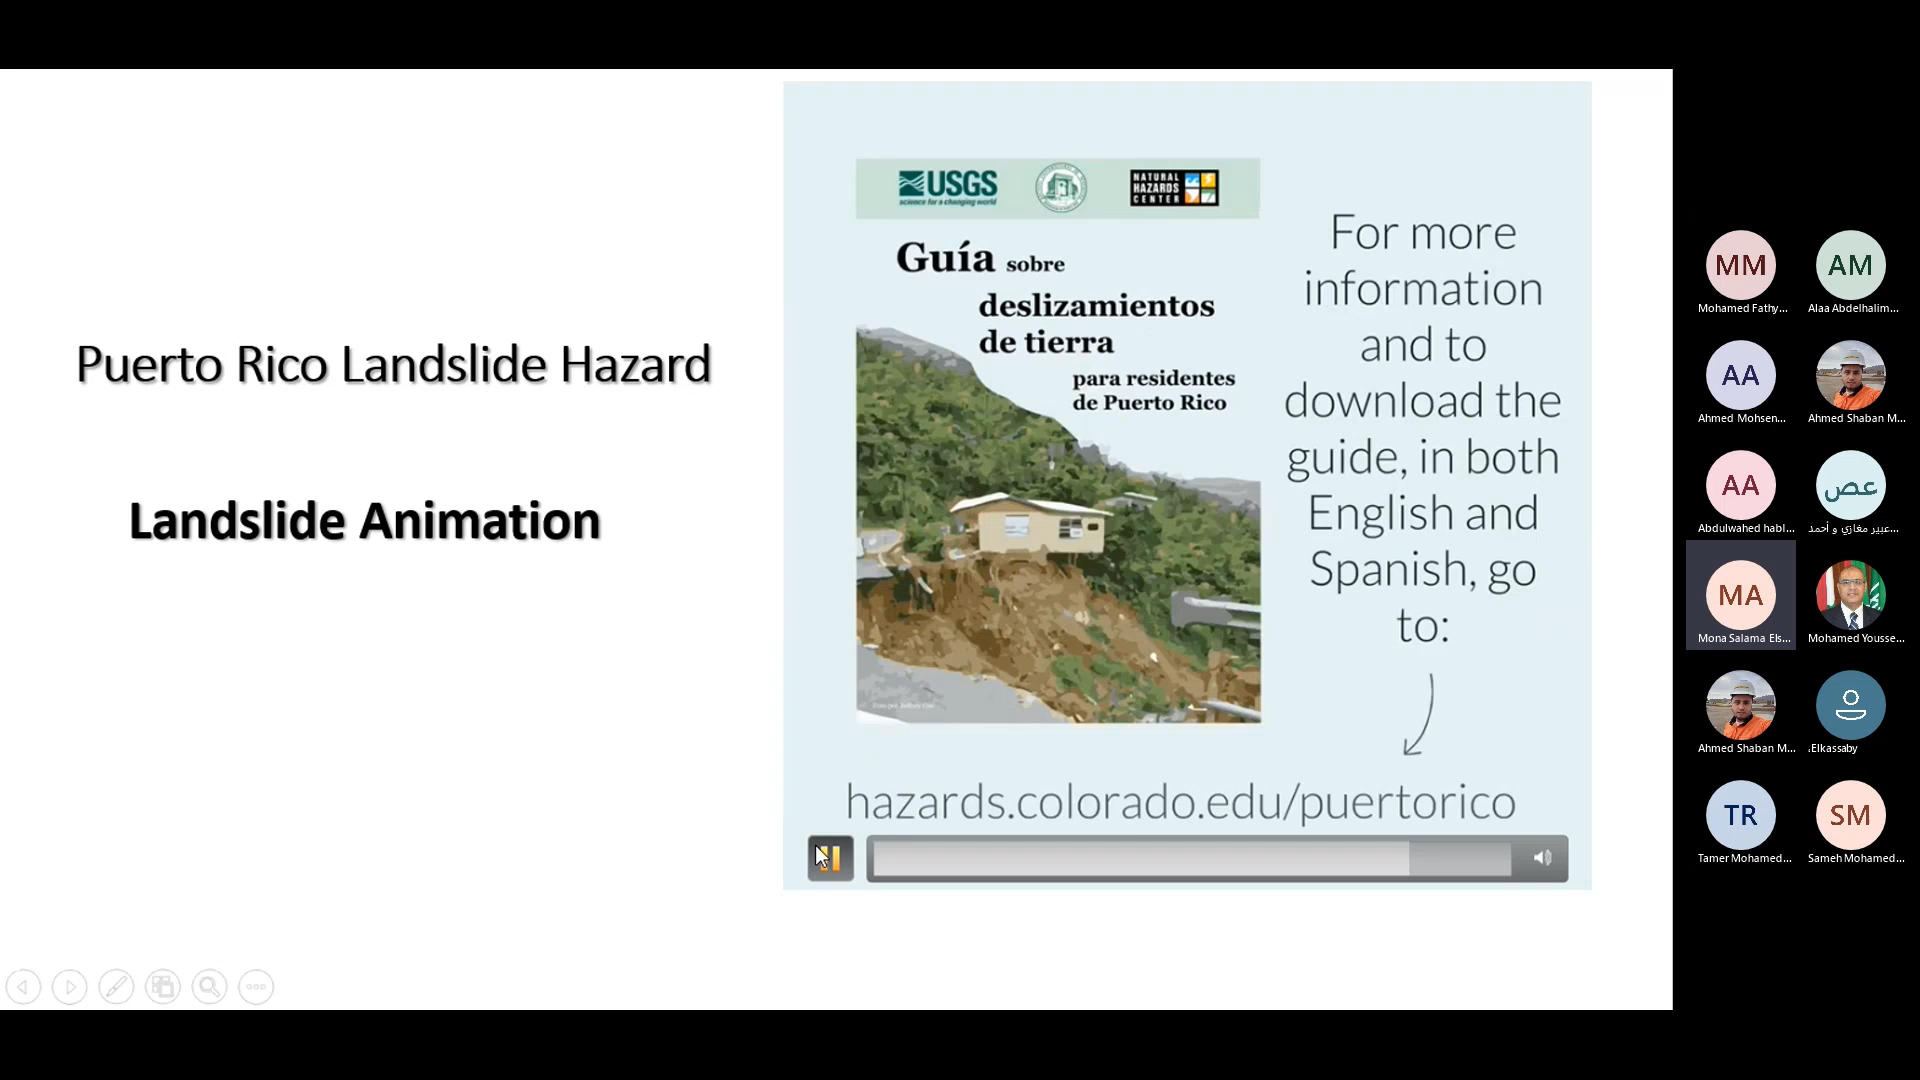 Puerto Rico Landslide Hazard
Landslide Animation
USGS
science for a changing world
NATURAL
HAZARDS
CENTER
Guía sobre
deslizamientos
de tierra
para residentes
de Puerto Rico
For more
information
and to
download the
guide, in both
English and
Spanish, go
to:
hazards.colorado.edu/puertorico
MM
Mohamed Fathy...
AM
Alaa Abdelhalim...
AA
Ahmed Mohsen...
Ahmed Shaban M...
AA
Abdulwahed habl...
عص
عبير مغازي و أحمد...
MA
Mona Salama Els...
Mohamed Yousse...
Ahmed Shaban M...
Elkassaby
TR
Tamer Mohamed...
SM
Sameh Mohamed...